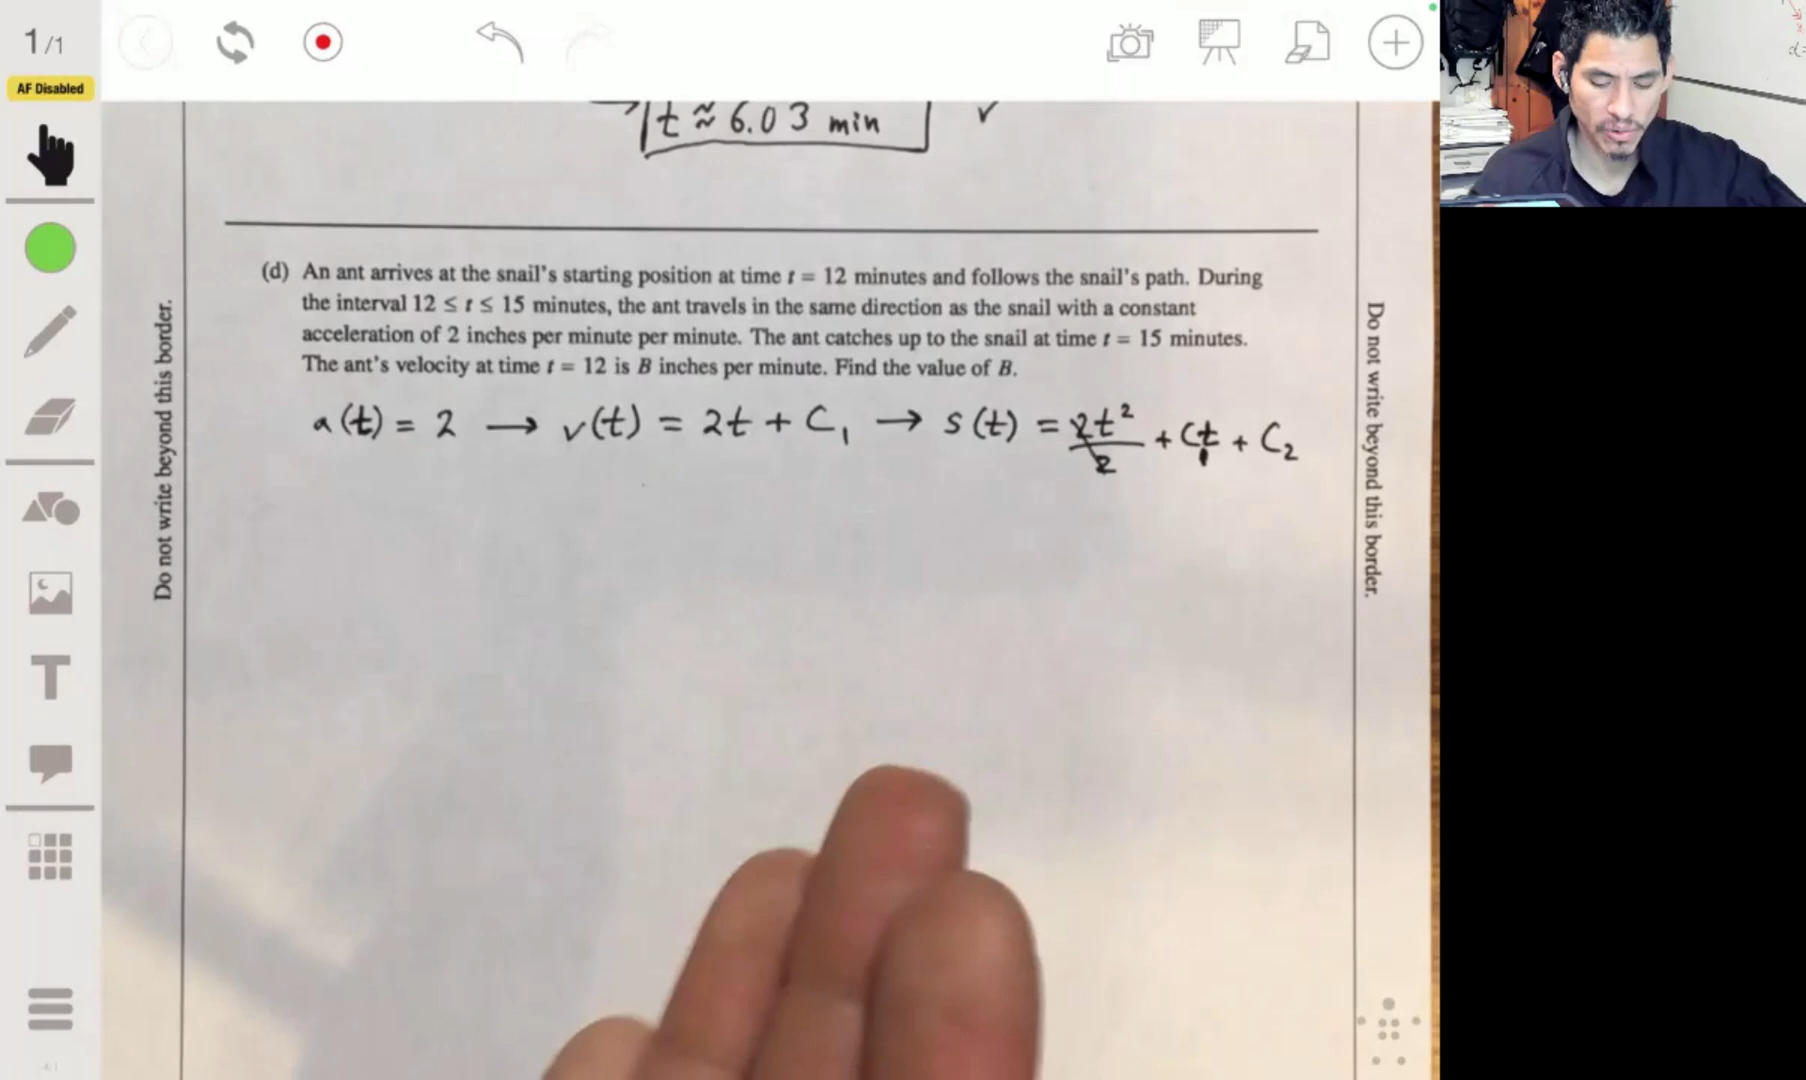 1/1
AF Disabled
t ≈ 6.03 min ✓
(d) An ant arrives at the snail's starting position at time t = 12 minutes and follows the snail's path. During
the interval 12 ≤ t ≤ 15 minutes, the ant travels in the same direction as the snail with a constant
acceleration of 2 inches per minute per minute. The ant catches up to the snail at time t = 15 minutes.
The ant's velocity at time t = 12 is B inches per minute. Find the value of B.
a(t) = 2 → v(t) = 2t + C₁ → s(t) = 2t²/2 + C₁t + C₂
Do not write beyond this border.
Do not write beyond this border.
T